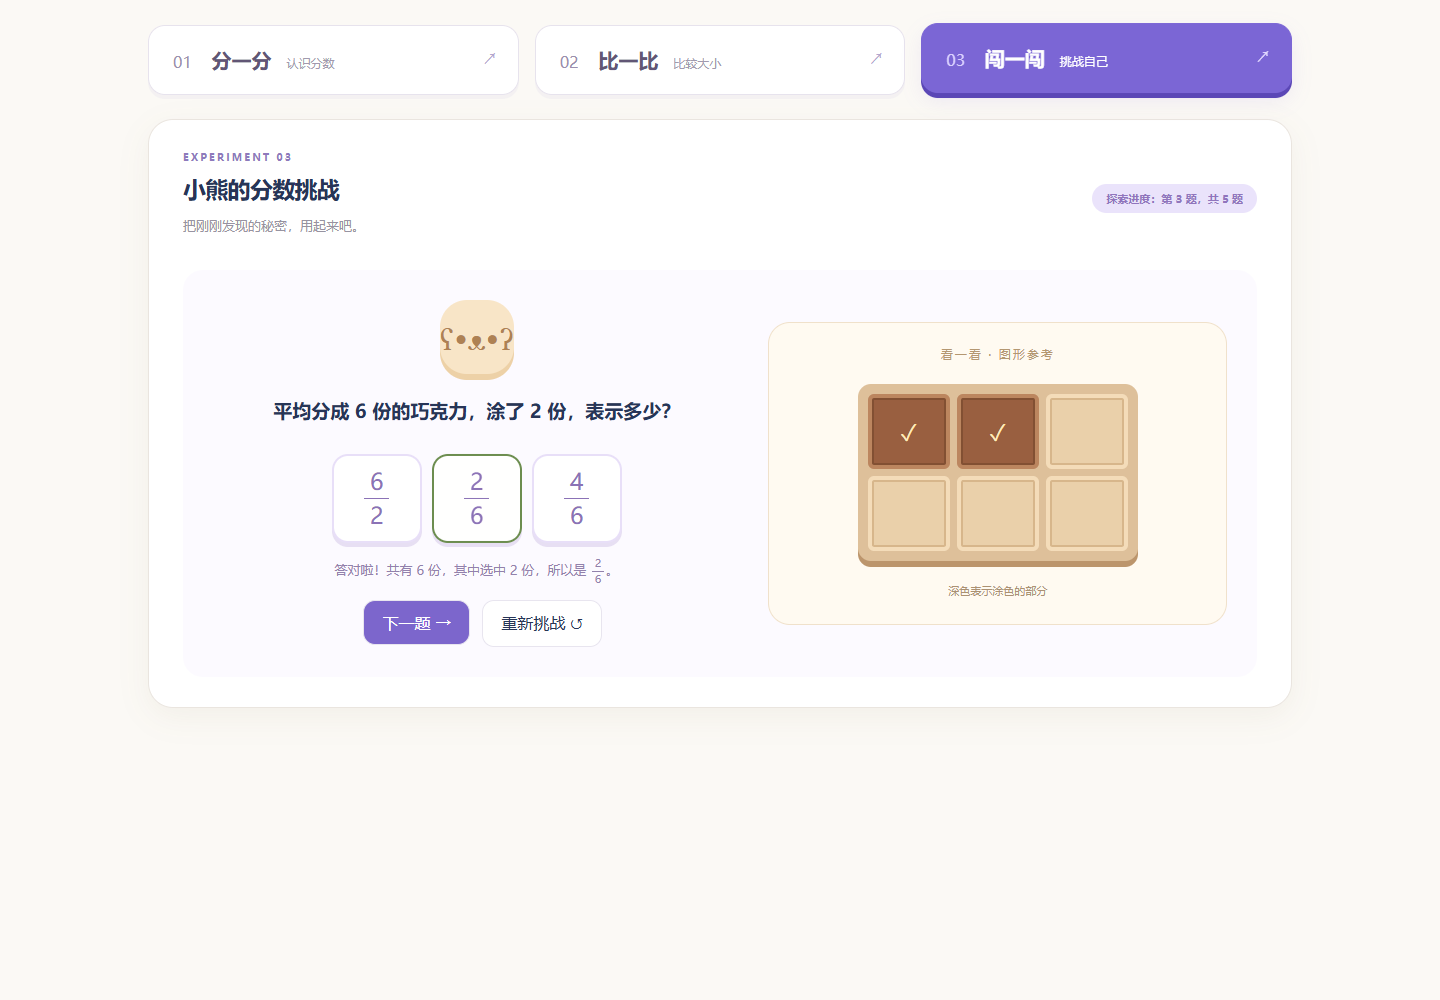 01 分一分 认识分数 ↗
02 比一比 比较大小 ↗
03 闯一闯 挑战自己 ↗
EXPERIMENT 03
小熊的分数挑战
把刚刚发现的秘密，用起来吧。
探索进度：第 3 题，共 5 题
ʕ•ᴥ•ʔ
平均分成 6 份的巧克力，涂了 2 份，表示多少？
6/2
2/6
4/6
答对啦！共有 6 份，其中选中 2 份，所以是 2/6。
下一题 →
重新挑战 ↺
看一看 · 图形参考
✓ ✓
深色表示涂色的部分